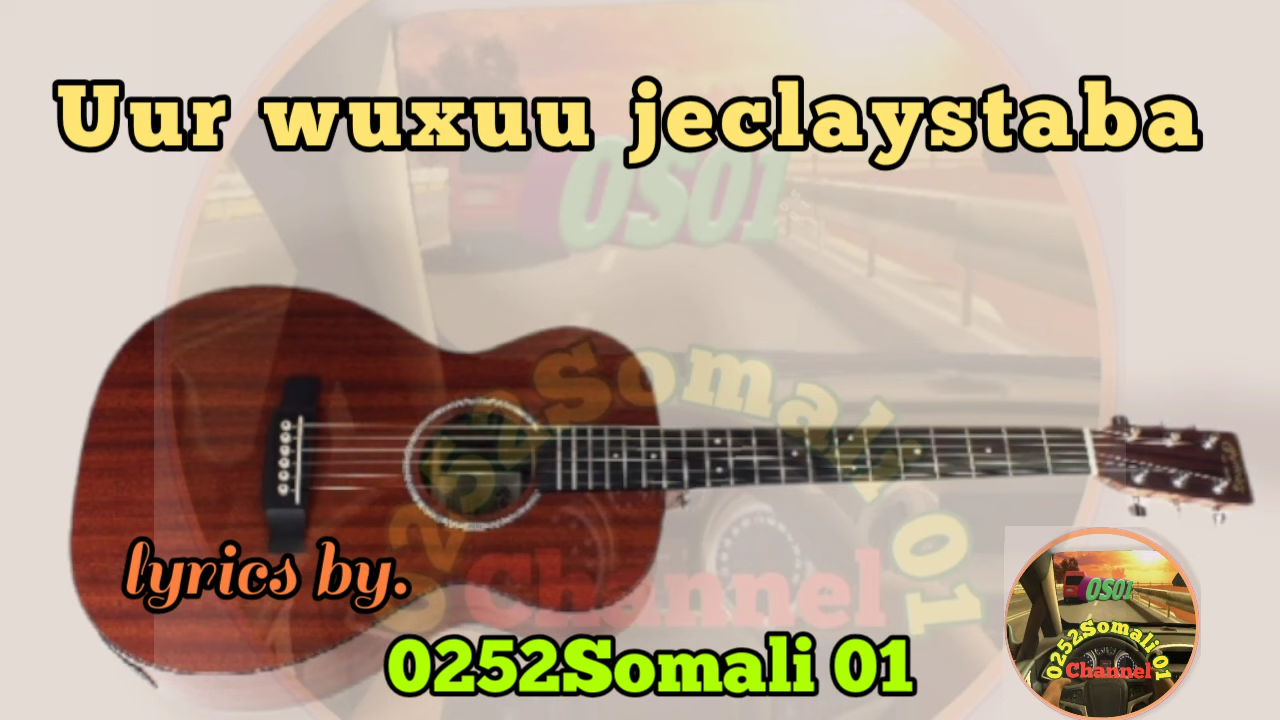 Uur wuxuu jeclaystaba
OS01
0252Somali 01
Channel
lyrics by.
0252Somali 01
OS01
0252Somali 01
Channel